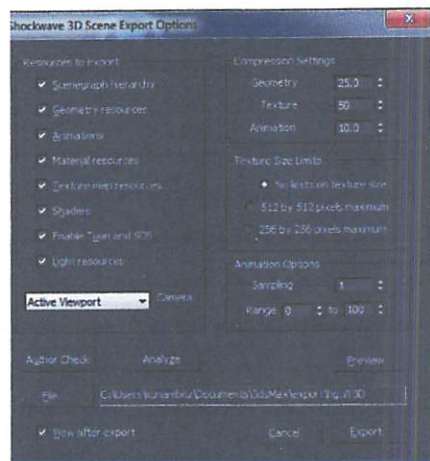 Shockwave 3D Scene Export Options
Resources to Export
Scenegraph hierarchy
Geometry resources
Animations
Material resources
Texture map resources
Shaders
Enable Toon and SDS
Light resources
Active Viewport
Camera
Compression Settings
Geometry 25.0
Texture 50
Animation 10.0
Texture Size Limits
No limits on texture size
512 by 512 pixels maximum
256 by 256 pixels maximum
Animation Options
Sampling 1
Range 0 to 100
Author Check Analyze Preview
File...
View after export Cancel Export